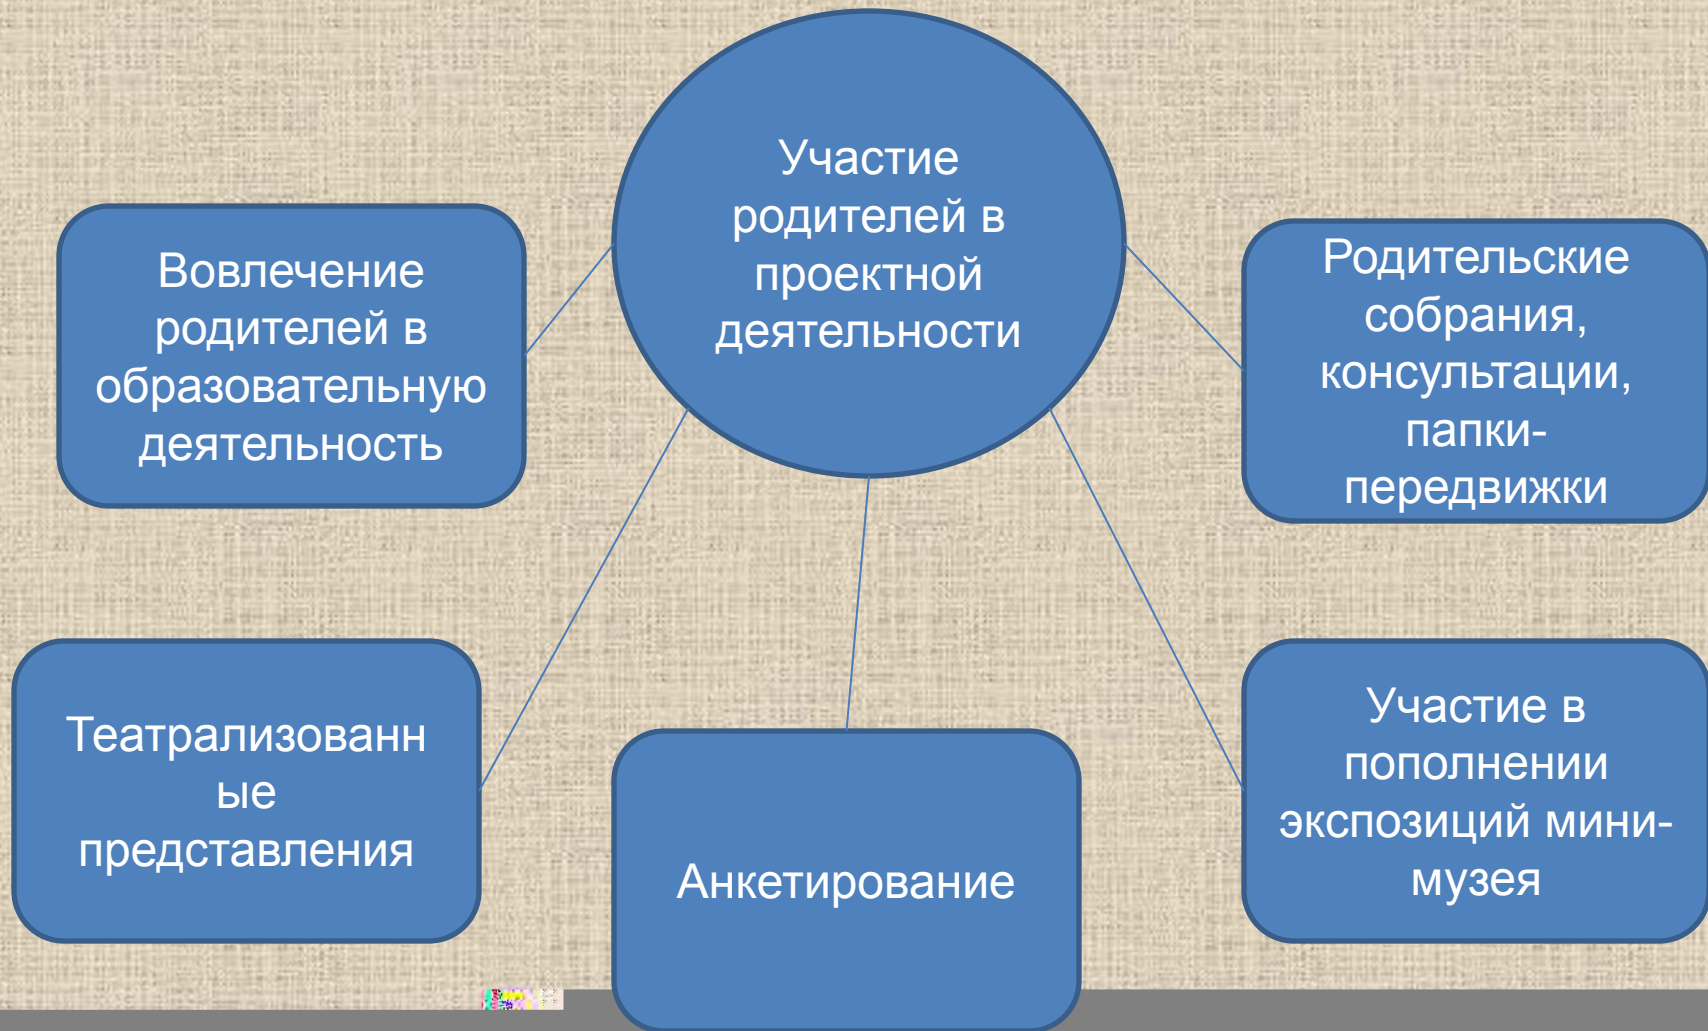 Участие
родителей в
проектной
деятельности
Вовлечение
родителей в
образовательную
деятельность
Родительские
собрания,
консультации,
папки-
передвижки
Театрализованн
ые
представления
Анкетирование
Участие в
пополнении
экспозиций мини-
музея